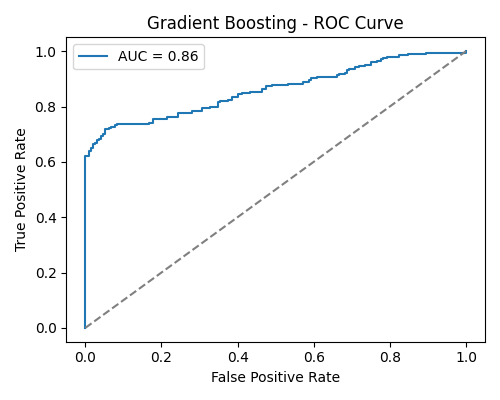 Gradient Boosting - ROC Curve
AUC = 0.86
True Positive Rate
1.0
0.8
0.6
0.4
0.2
0.0
0.0 0.2 0.4 0.6 0.8 1.0
False Positive Rate